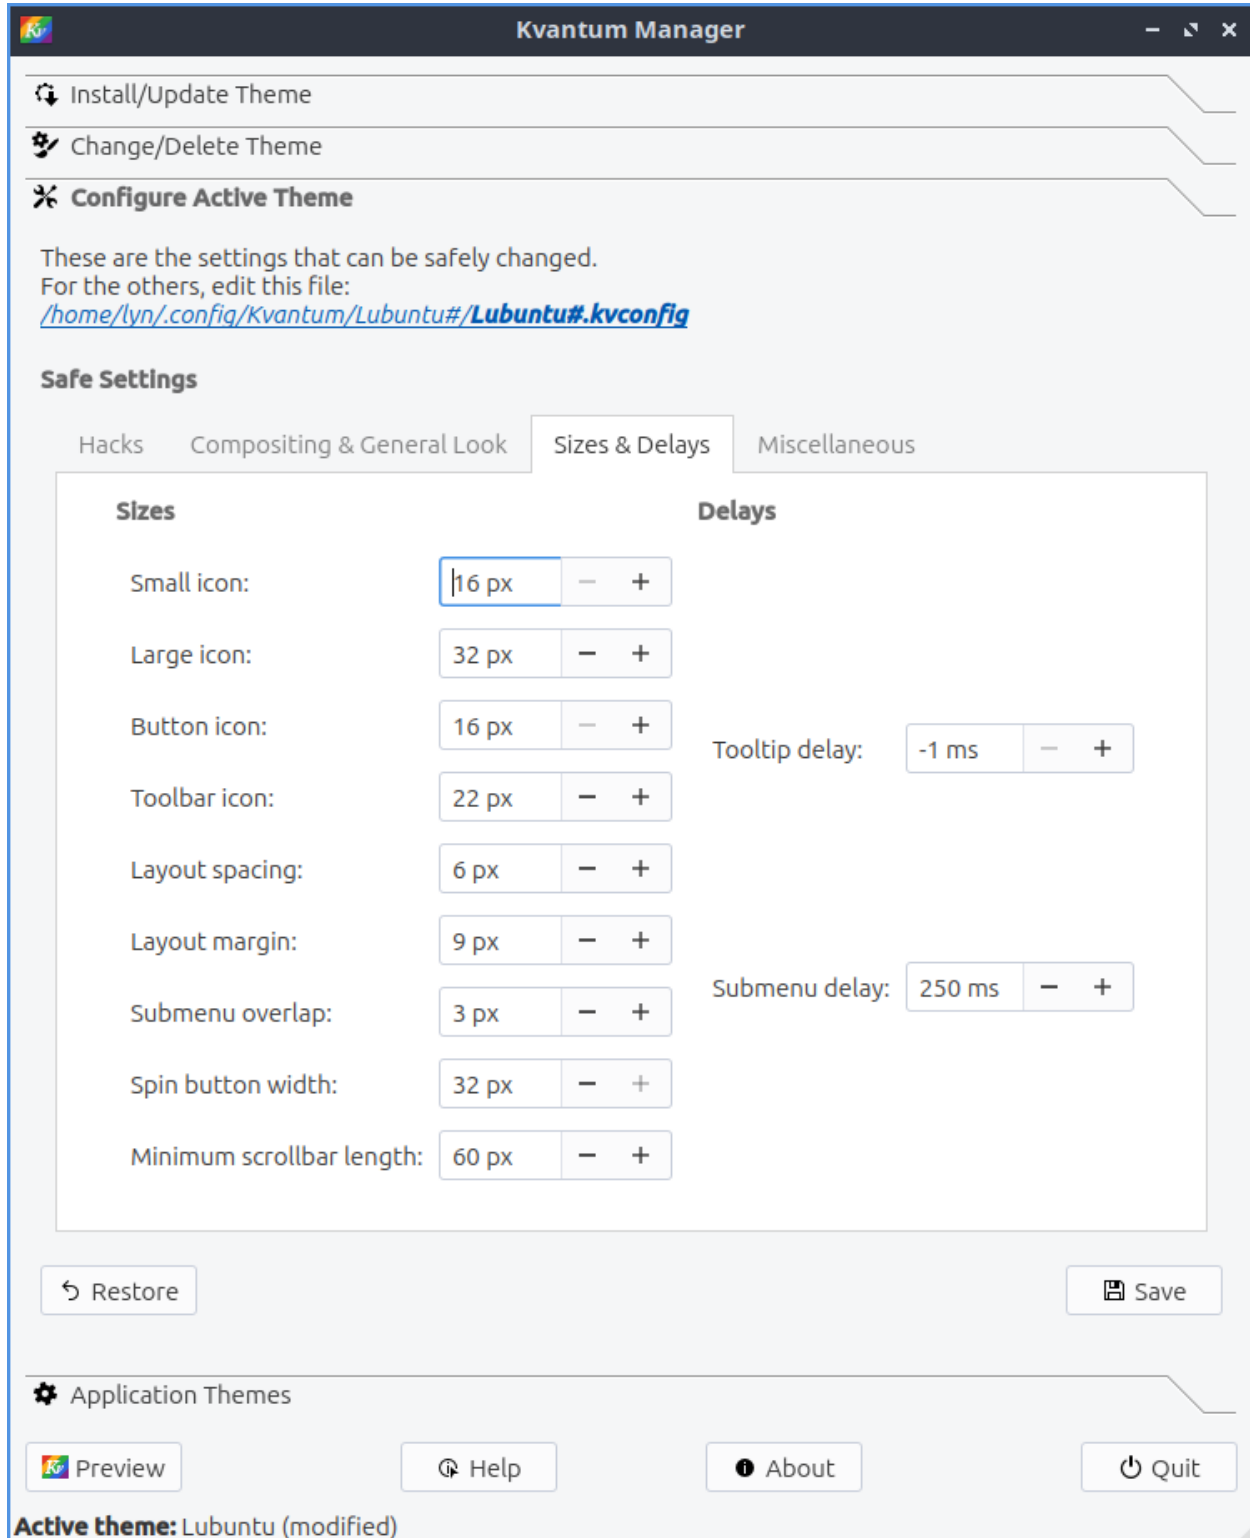 Kvantum Manager
Install/Update Theme
Change/Delete Theme
Configure Active Theme
These are the settings that can be safely changed.
For the others, edit this file:
/home/lyn/.config/Kvantum/Lubuntu#/Lubuntu#.kvconfig
Safe Settings
Hacks Compositing & General Look Sizes & Delays Miscellaneous
Sizes
Small icon: 16 px
Large icon: 32 px
Button icon: 16 px
Toolbar icon: 22 px
Layout spacing: 6 px
Layout margin: 9 px
Submenu overlap: 3 px
Spin button width: 32 px
Minimum scrollbar length: 60 px
Delays
Tooltip delay: -1 ms
Submenu delay: 250 ms
Restore Save
Application Themes
Preview Help About Quit
Active theme: Lubuntu (modified)